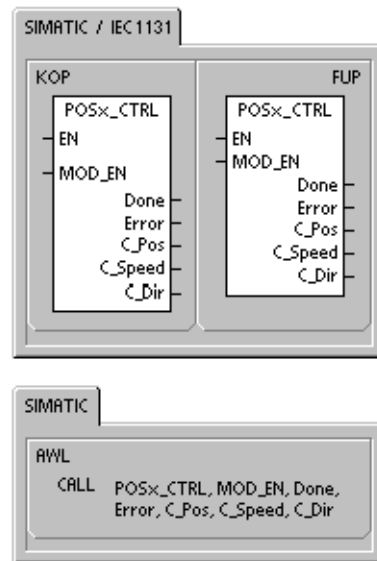 SIMATIC / IEC1131
KOP
FUP
POSx_CTRL
EN
MOD_EN
Done
Error
C_Pos
C_Speed
C_Dir
POSx_CTRL
EN
MOD_EN
Done
Error
C_Pos
C_Speed
C_Dir
SIMATIC
AWL
CALL POSx_CTRL, MOD_EN, Done,
Error, C_Pos, C_Speed, C_Dir